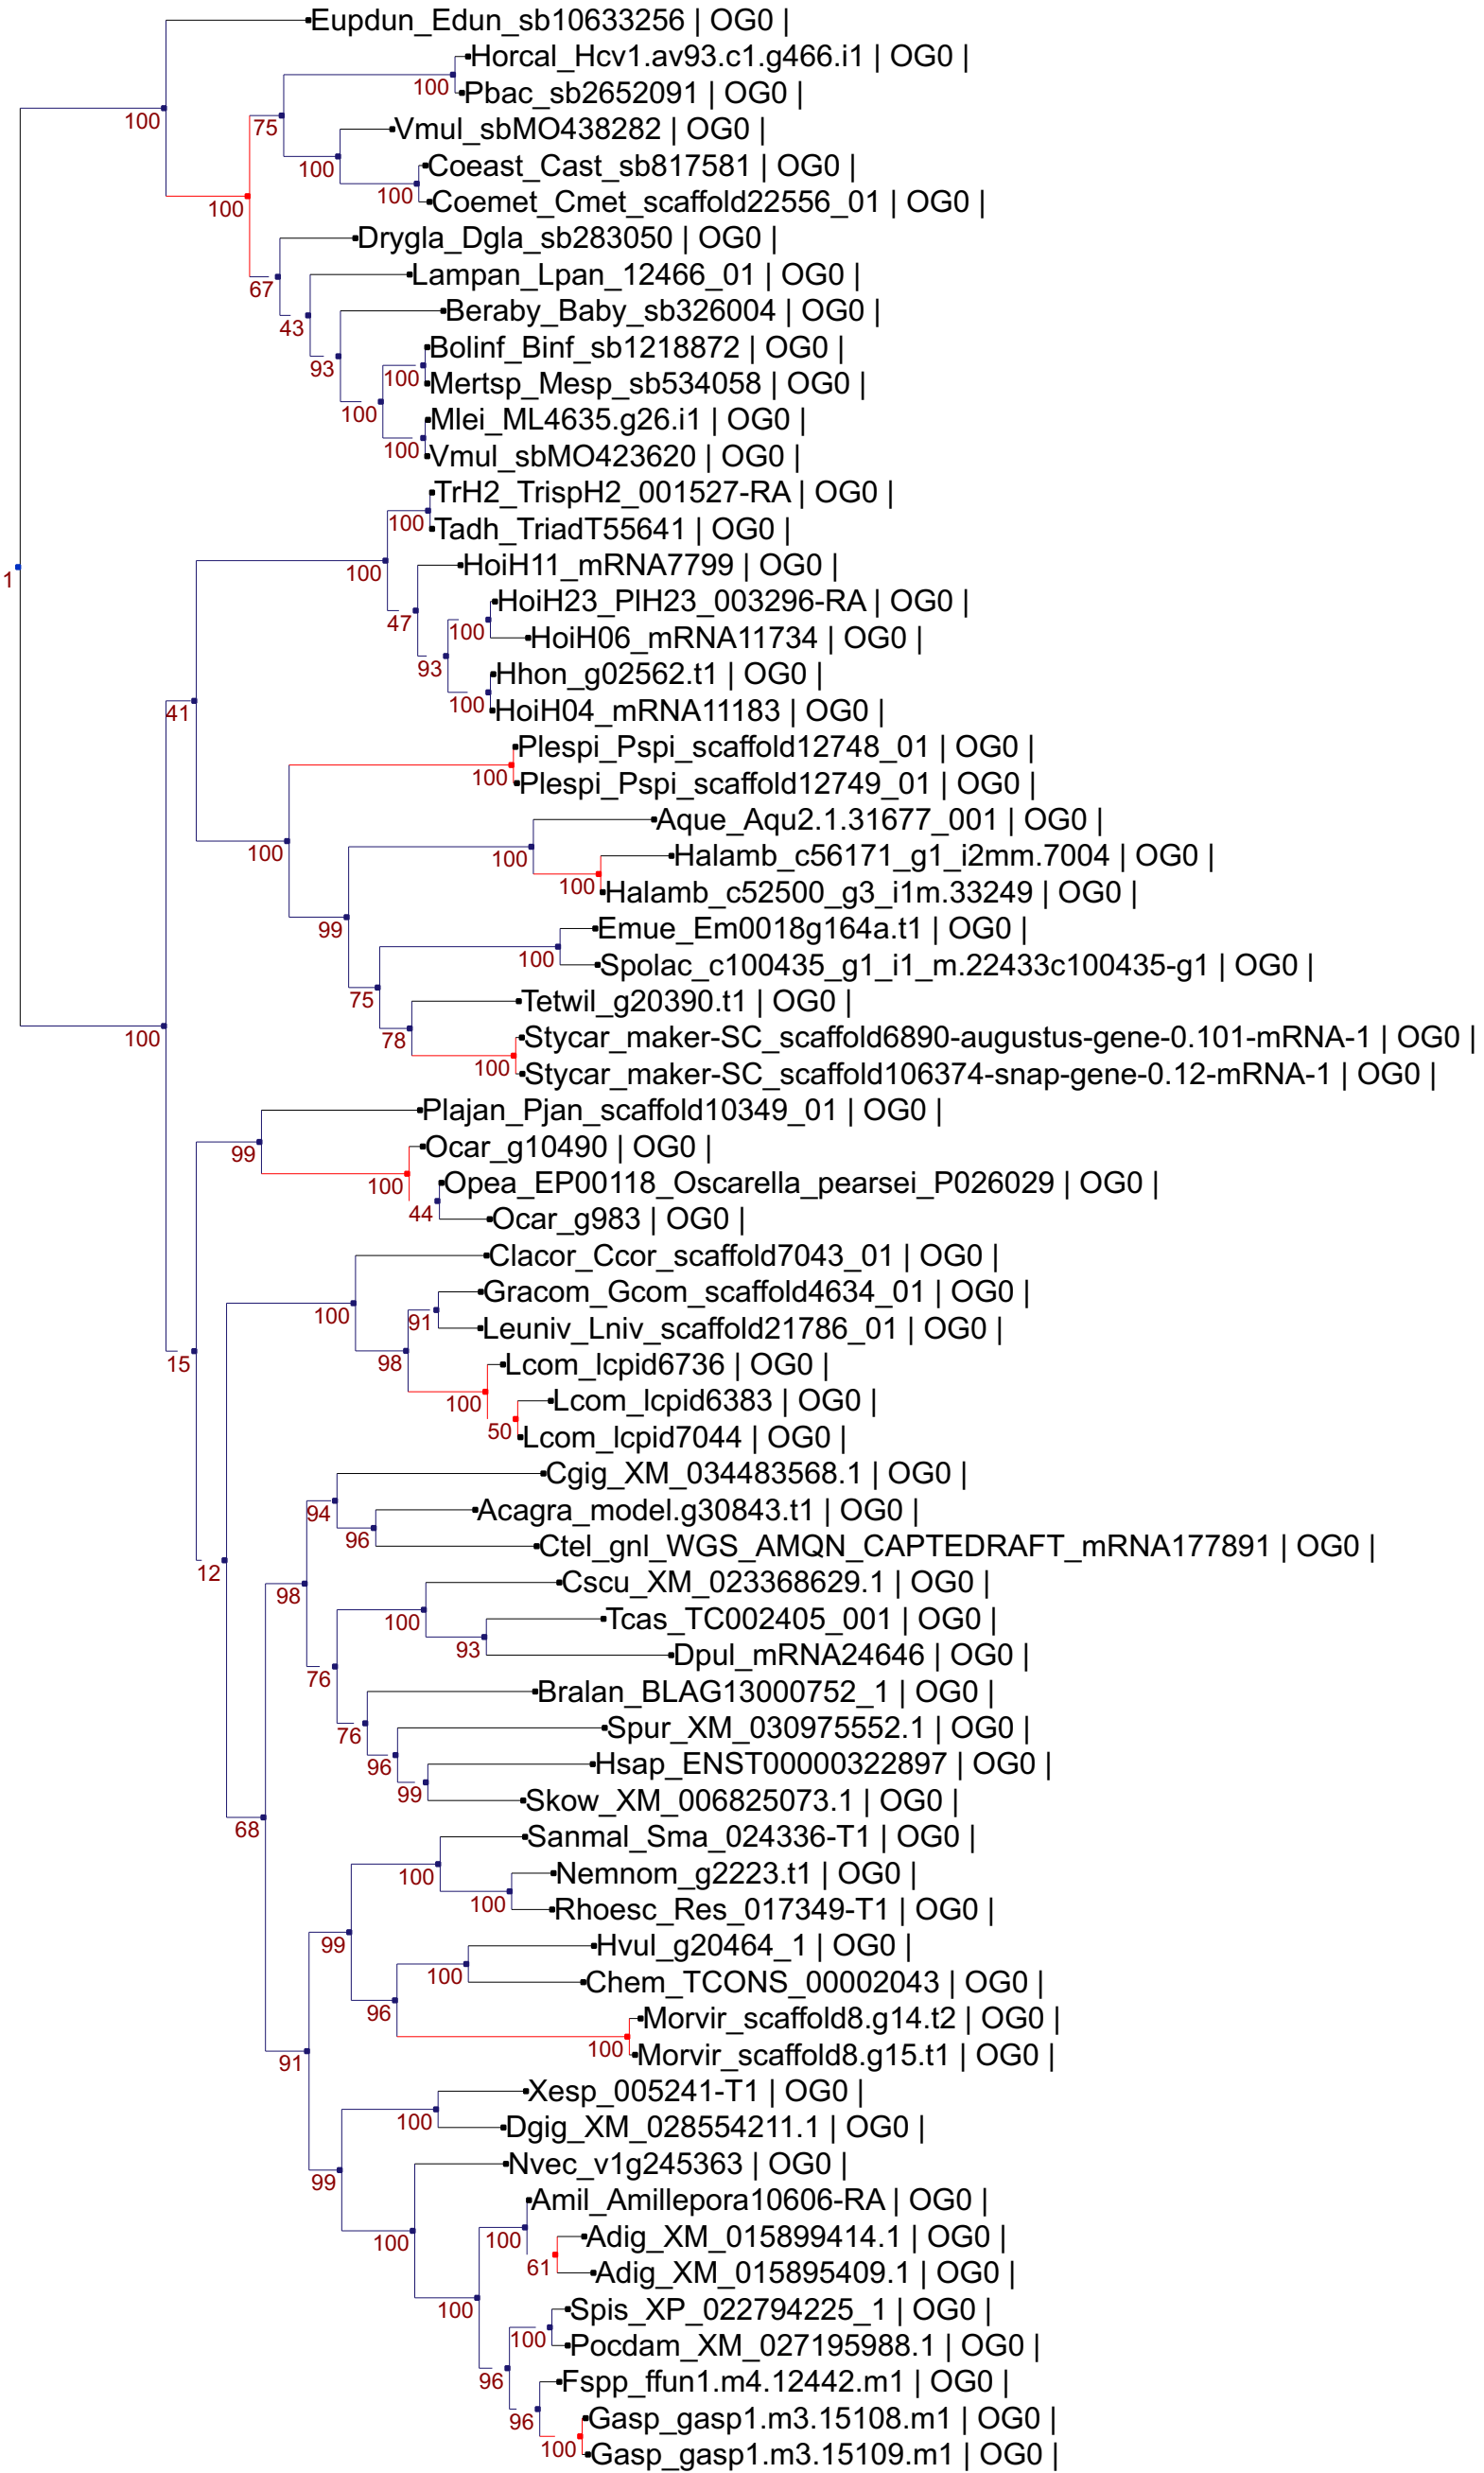 Eupdun_Edun_sb10633256 | OG0 |
Horcal_Hcv1.av93.c1.g466.i1 | OG0 |
100
Pbac_sb2652091 | OG0 |
100
75
Vmul_sbMO438282 | OG0 |
100
Coeast_Cast_sb817581 | OG0 |
100
Coemet_Cmet_scaffold22556_01 | OG0 |
100
Drygla_Dgla_sb283050 | OG0 |
67
Lampan_Lpan_12466_01 | OG0 |
43
Beraby_Baby_sb326004 | OG0 |
93
Bolinf_Binf_sb1218872 | OG0 |
100
Mertsp_Mesp_sb534058 | OG0 |
100
Mlei_ML4635.g26.i1 | OG0 |
100
Vmul_sbMO423620 | OG0 |
TrH2_TrispH2_001527-RA | OG0 |
100
Tadh_TriadT55641 | OG0 |
100
HoiH11_mRNA7799 | OG0 |
1
47
HoiH23_PlH23_003296-RA | OG0 |
100
HoiH06_mRNA11734 | OG0 |
93
Hhon_g02562.t1 | OG0 |
100
HoiH04_mRNA11183 | OG0 |
41
Plespi_Pspi_scaffold12748_01 | OG0 |
100
Plespi_Pspi_scaffold12749_01 | OG0 |
100
Aque_Aqu2.1.31677_001 | OG0 |
100
Halamb_c56171_g1_i2mm.7004 | OG0 |
100
Halamb_c52500_g3_i1m.33249 | OG0 |
99
Emue_Em0018g164a.t1 | OG0 |
100
Spolac_c100435_g1_i1_m.22433c100435-g1 | OG0 |
75
Tetwil_g20390.t1 | OG0 |
78
Stycar_maker-SC_scaffold6890-augustus-gene-0.101-mRNA-1 | OG0 |
100
Stycar_maker-SC_scaffold106374-snap-gene-0.12-mRNA-1 | OG0 |
100
Plajan_Pjan_scaffold10349_01 | OG0 |
99
Ocar_g10490 | OG0 |
100
Opea_EP00118_Oscarella_pearsei_P026029 | OG0 |
44
Ocar_g983 | OG0 |
Clacor_Ccor_scaffold7043_01 | OG0 |
100
Gracom_Gcom_scaffold4634_01 | OG0 |
91
Leuniv_Lniv_scaffold21786_01 | OG0 |
98
15
Lcom_lcpid6736 | OG0 |
100
Lcom_lcpid6383 | OG0 |
50
Lcom_lcpid7044 | OG0 |
Cgig_XM_034483568.1 | OG0 |
94
Acagra_model.g30843.t1 | OG0 |
96
Ctel_gnl_WGS_AMQN_CAPTEDRAFT_mRNA177891 | OG0 |
12
98
Cscu_XM_023368629.1 | OG0 |
100
Tcas_TC002405_001 | OG0 |
93
Dpul_mRNA24646 | OG0 |
76
Bralan_BLAG13000752_1 | OG0 |
76
Spur_XM_030975552.1 | OG0 |
96
Hsap_ENST00000322897 | OG0 |
99
Skow_XM_006825073.1 | OG0 |
68
Sanmal_Sma_024336-T1 | OG0 |
100
Nemnom_g2223.t1 | OG0 |
100
Rhoesc_Res_017349-T1 | OG0 |
99
Hvul_g20464_1 | OG0 |
100
Chem_TCONS_00002043 | OG0 |
96
Morvir_scaffold8.g14.t2 | OG0 |
100
Morvir_scaffold8.g15.t1 | OG0 |
91
Xesp_005241-T1 | OG0 |
100
Dgig_XM_028554211.1 | OG0 |
99
Nvec_v1g245363 | OG0 |
100
Amil_Amillepora10606-RA | OG0 |
100
Adig_XM_015899414.1 | OG0 |
61
Adig_XM_015895409.1 | OG0 |
100
Spis_XP_022794225_1 | OG0 |
100
Pocdam_XM_027195988.1 | OG0 |
96
Fspp_ffun1.m4.12442.m1 | OG0 |
96
Gasp_gasp1.m3.15108.m1 | OG0 |
100
Gasp_gasp1.m3.15109.m1 | OG0 |